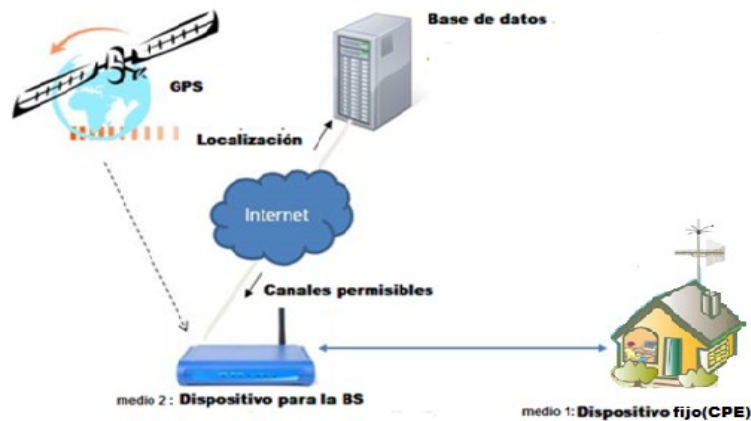 Base de datos
GPS
Localización
Internet
Canales permisibles
medio 2 : Dispositivo para la BS
medio 1: Dispositivo fijo(CPE)